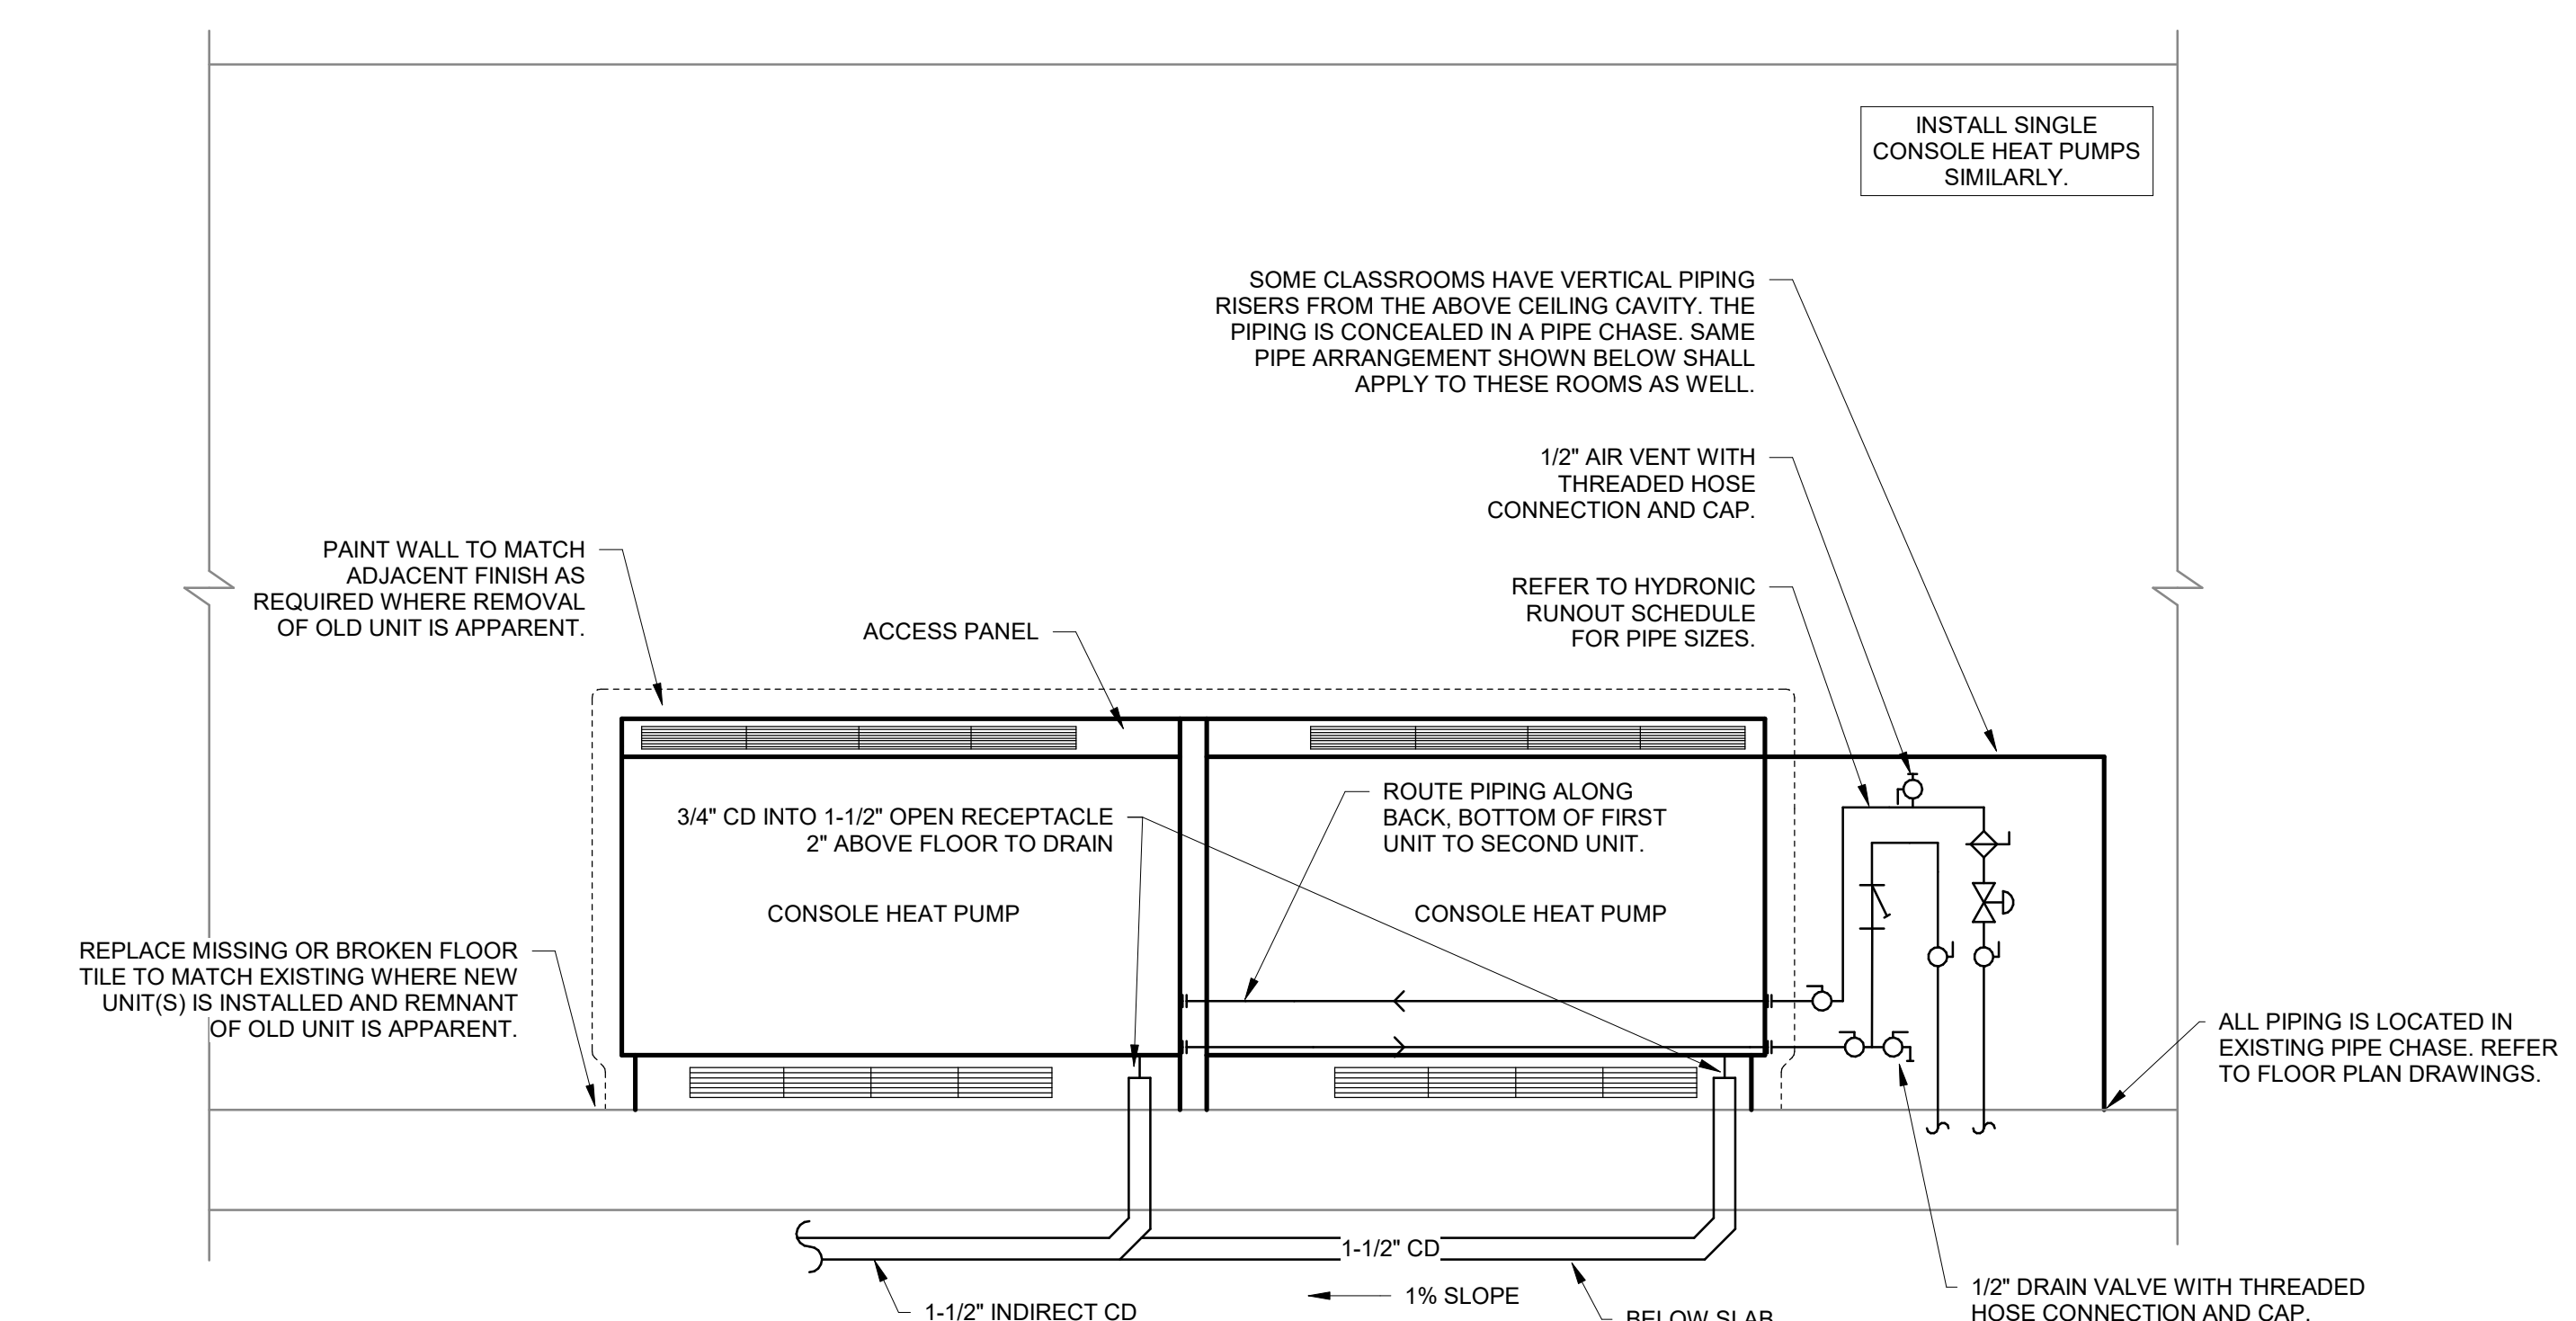 INSTALL SINGLE
CONSOLE HEAT PUMPS
SIMILARLY.
SOME CLASSROOMS HAVE VERTICAL PIPING
RISERS FROM THE ABOVE CEILING CAVITY. THE
PIPING IS CONCEALED IN A PIPE CHASE. SAME
PIPE ARRANGEMENT SHOWN BELOW SHALL
APPLY TO THESE ROOMS AS WELL.
1/2" AIR VENT WITH
THREADED HOSE
CONNECTION AND CAP.
PAINT WALL TO MATCH
ADJACENT FINISH AS
REQUIRED WHERE REMOVAL
OF OLD UNIT IS APPARENT.
REFER TO HYDRONIC
RUNOUT SCHEDULE
FOR PIPE SIZES.
ACCESS PANEL
3/4" CD INTO 1-1/2" OPEN RECEPTACLE
2" ABOVE FLOOR TO DRAIN
ROUTE PIPING ALONG
BACK, BOTTOM OF FIRST
UNIT TO SECOND UNIT.
CONSOLE HEAT PUMP
CONSOLE HEAT PUMP
REPLACE MISSING OR BROKEN FLOOR
TILE TO MATCH EXISTING WHERE NEW
UNIT(S) IS INSTALLED AND REMNANT
OF OLD UNIT IS APPARENT.
ALL PIPING IS LOCATED IN
EXISTING PIPE CHASE. REFER
TO FLOOR PLAN DRAWINGS.
1-1/2" CD
1% SLOPE
1-1/2" INDIRECT CD
BELOW SLAB
1/2" DRAIN VALVE WITH THREADED
HOSE CONNECTION AND CAP.